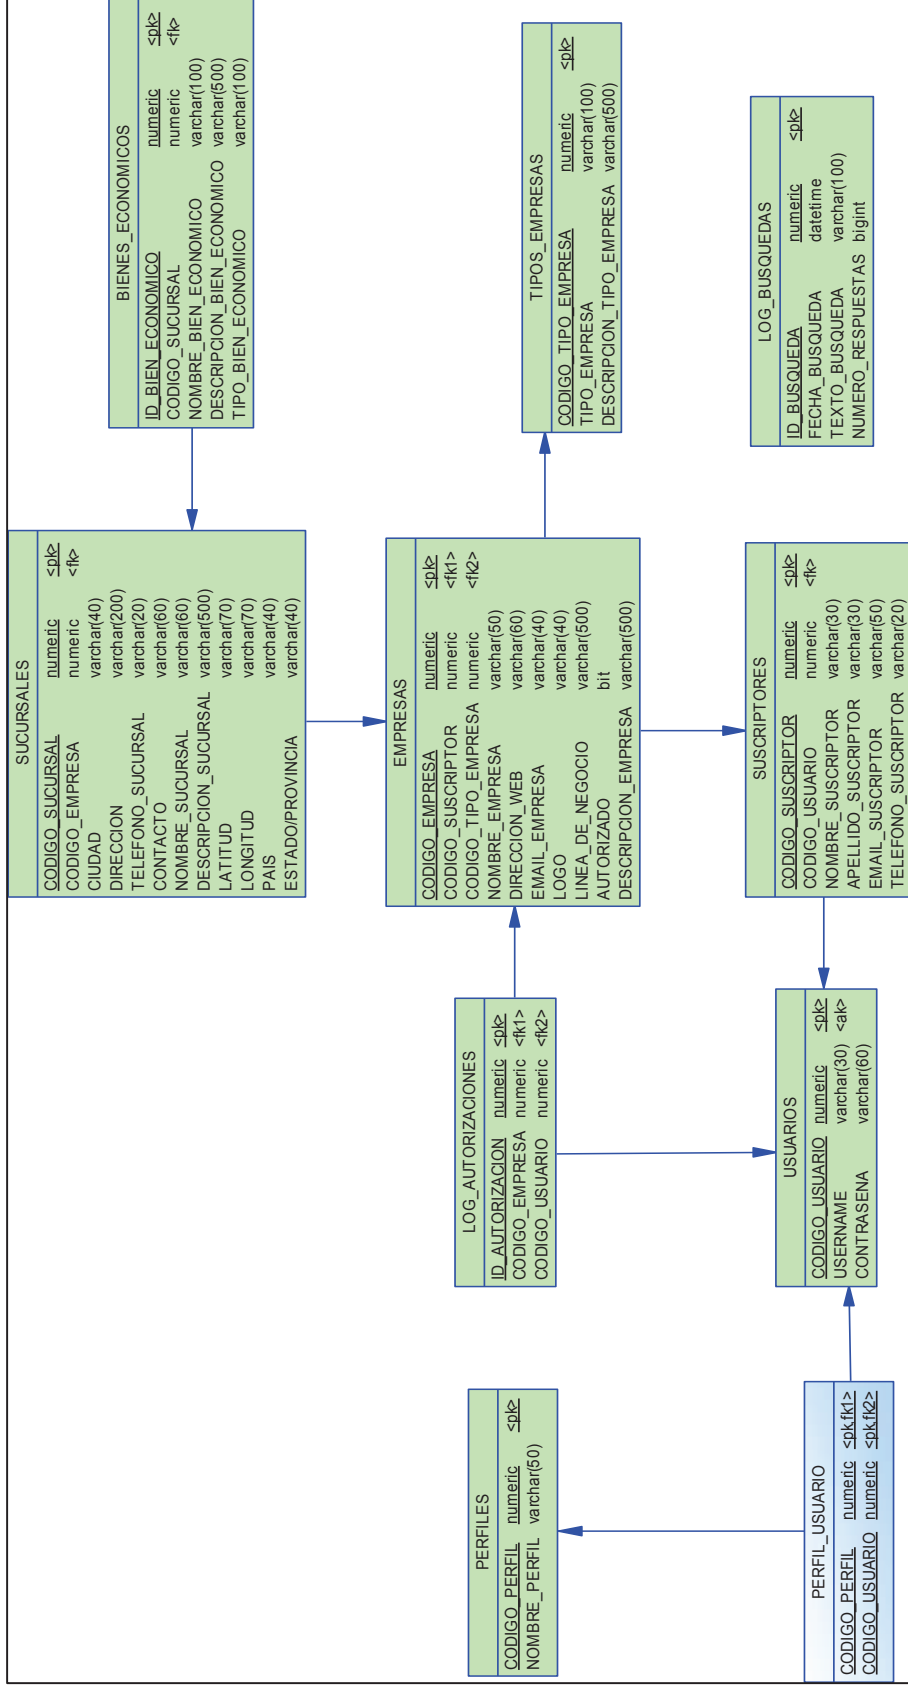 BIENES_ECONOMICOS
ID_BIEN_ECONOMICO numeric <pk>
CODIGO_SUCURSAL numeric <fk>
NOMBRE_BIEN_ECONOMICO varchar(100)
DESCRIPCION_BIEN_ECONOMICO varchar(500)
TIPO_BIEN_ECONOMICO varchar(100)
SUCURSALES
CODIGO_SUCURSAL numeric <pk>
CODIGO_EMPRESA numeric <fk>
CIUDAD varchar(40)
DIRECCION varchar(200)
TELEFONO_SUCURSAL varchar(20)
CONTACTO varchar(60)
NOMBRE_SUCURSAL varchar(60)
DESCRIPCION_SUCURSAL varchar(500)
LATITUD varchar(70)
LONGITUD varchar(70)
PAIS varchar(40)
ESTADO/PROVINCIA varchar(40)
TIPOS_EMPRESAS
CODIGO_TIPO_EMPRESA numeric <pk>
TIPO_EMPRESA varchar(100)
DESCRIPCION_TIPO_EMPRESA varchar(500)
EMPRESAS
CODIGO_EMPRESA numeric <pk>
CODIGO_SUSCRIPTOR numeric <fk1>
CODIGO_TIPO_EMPRESA numeric <fk2>
NOMBRE_EMPRESA varchar(50)
DIRECCION_WEB varchar(60)
EMAIL_EMPRESA varchar(40)
LOGO varchar(40)
LINEA_DE_NEGOCIO varchar(500)
AUTORIZADO bit
DESCRIPCION_EMPRESA varchar(500)
LOG_AUTORIZACIONES
ID_AUTORIZACION numeric <pk>
CODIGO_EMPRESA numeric <fk1>
CODIGO_USUARIO numeric <fk2>
PERFILES
CODIGO_PERFIL numeric <pk>
NOMBRE_PERFIL varchar(50)
LOG_BUSQUEDAS
ID_BUSQUEDA numeric <pk>
FECHA_BUSQUEDA datetime
TEXTO_BUSQUEDA varchar(100)
NUMERO_RESPUESTAS bigint
SUSCRIPTORES
CODIGO_SUSCRIPTOR numeric <pk>
CODIGO_USUARIO numeric <fk>
NOMBRE_SUSCRIPTOR varchar(30)
APELLIDO_SUSCRIPTOR varchar(30)
EMAIL_SUSCRIPTOR varchar(50)
TELEFONO_SUSCRIPTOR varchar(20)
USUARIOS
CODIGO_USUARIO numeric <pk>
USERNAME varchar(30) <ak>
CONTRASENA varchar(60)
PERFIL_USUARIO
CODIGO_PERFIL numeric <pk,fk1>
CODIGO_USUARIO numeric <pk,fk2>